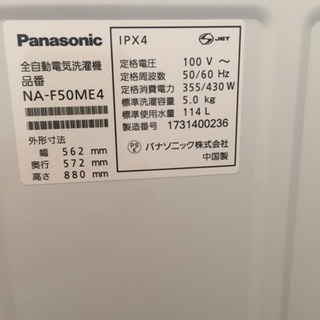 Panasonic
全自動電気洗濯機
品番
NA-F50ME4
外形寸法
幅 562 mm
奥行 572 mm
高さ 880 mm
IPX4
S JET
定格電圧 100 V~
定格周波数 50/60 Hz
定格消費電力 355/430 W
標準洗濯容量 5.0 kg
標準使用水量 114 L
製造番号 1731400236
PSE パナソニック株式会社
中国製